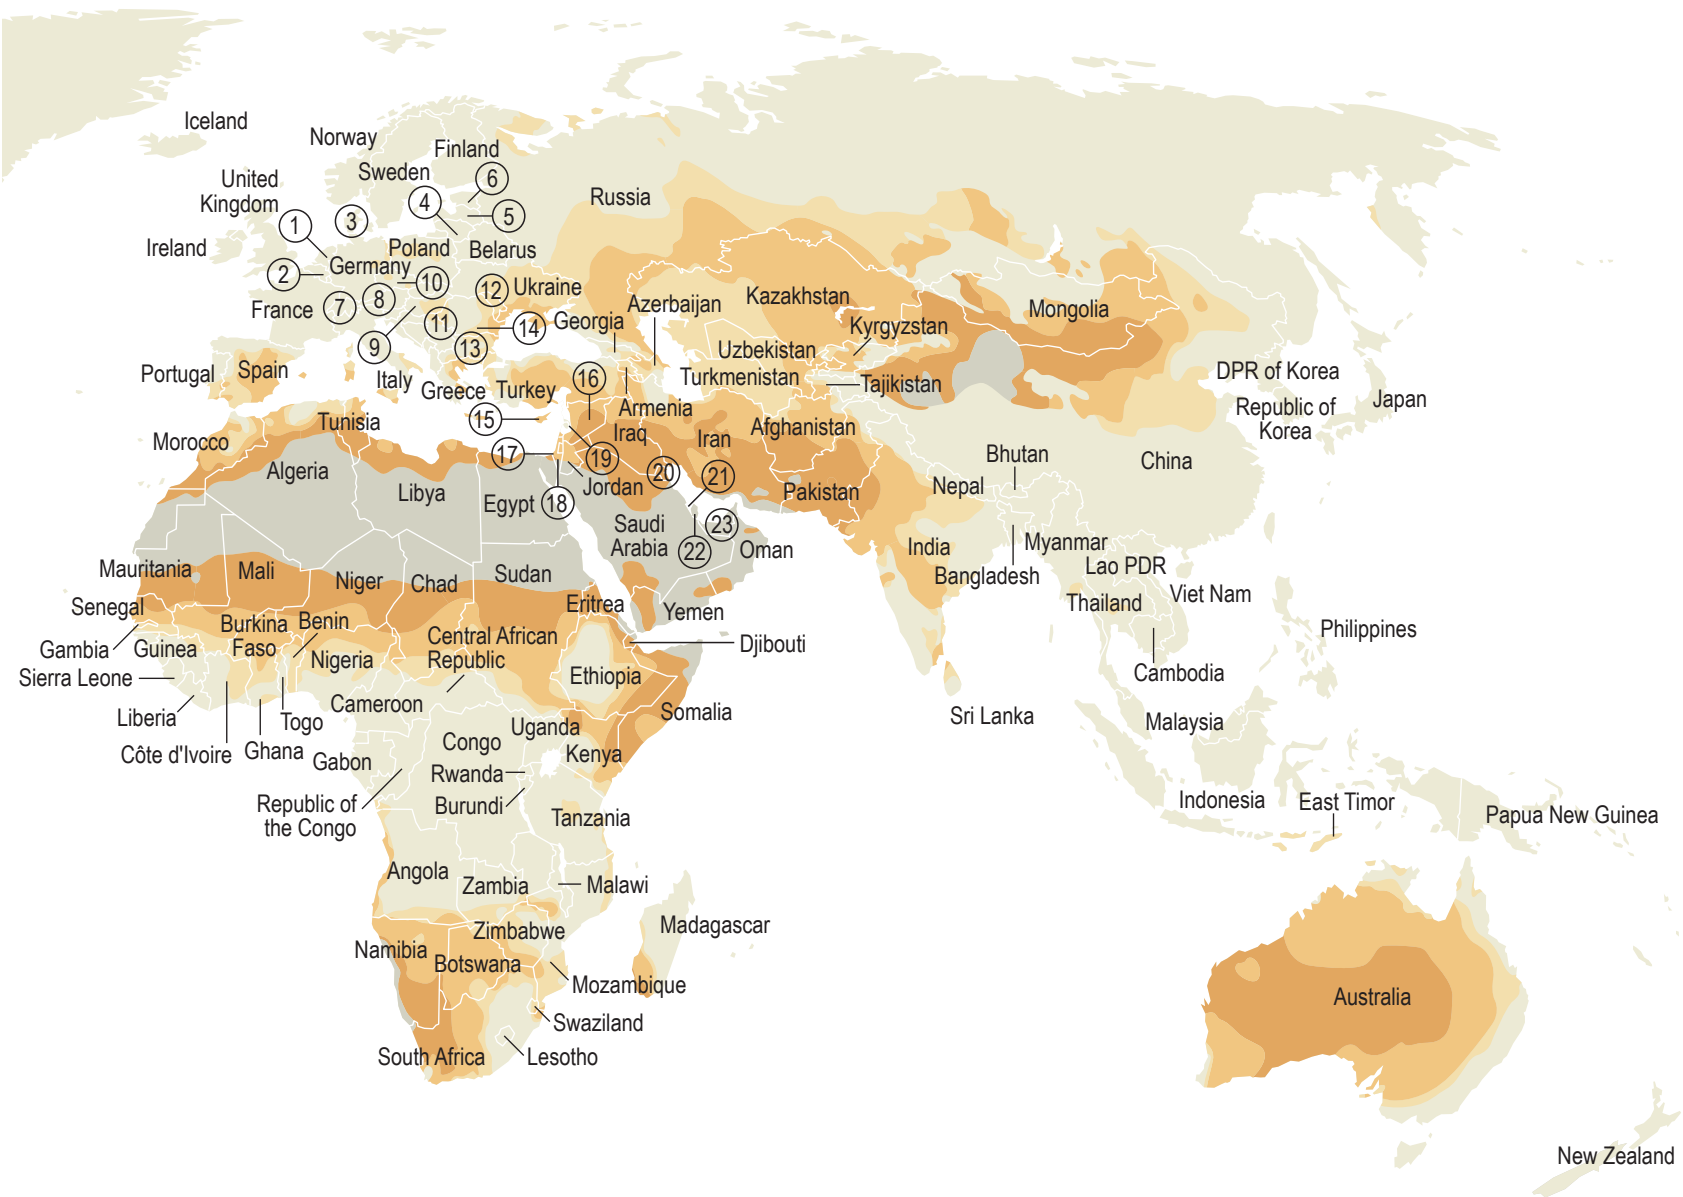 Iceland
Norway
Finland
Sweden
6
United
Kingdom
4
5
3
1
Russia
Ireland
Poland
Belarus
Germany
2
10
12
Ukraine
8
7
France
Azerbaijan
Kazakhstan
Mongolia
11
14
Georgia
Kyrgyzstan
9
13
Uzbekistan
Portugal
Spain
Italy
Greece
Turkey
16
Turkmenistan
Tajikistan
DPR of Korea
Japan
Republic of
Korea
Armenia
15
Tunisia
Morocco
Iraq
Iran
Afghanistan
17
19
20
21
Bhutan
China
Algeria
Libya
Egypt
18
Jordan
Pakistan
Nepal
Saudi
Arabia
23
22
Oman
India
Myanmar
Lao PDR
Bangladesh
Mauritania
Mali
Niger
Chad
Sudan
Thailand
Viet Nam
Senegal
Eritrea
Yemen
Burkina
Faso
Benin
Gambia
Guinea
Nigeria
Central African
Republic
Djibouti
Philippines
Sierra Leone
Ethiopia
Cambodia
Liberia
Togo
Cameroon
Somalia
Sri Lanka
Malaysia
Côte d'Ivoire
Ghana
Gabon
Uganda
Congo
Kenya
Rwanda
Burundi
Republic of
the Congo
Tanzania
Indonesia
East Timor
Papua New Guinea
Angola
Zambia
Malawi
Zimbabwe
Madagascar
Namibia
Botswana
Mozambique
Australia
Swaziland
South Africa
Lesotho
New Zealand